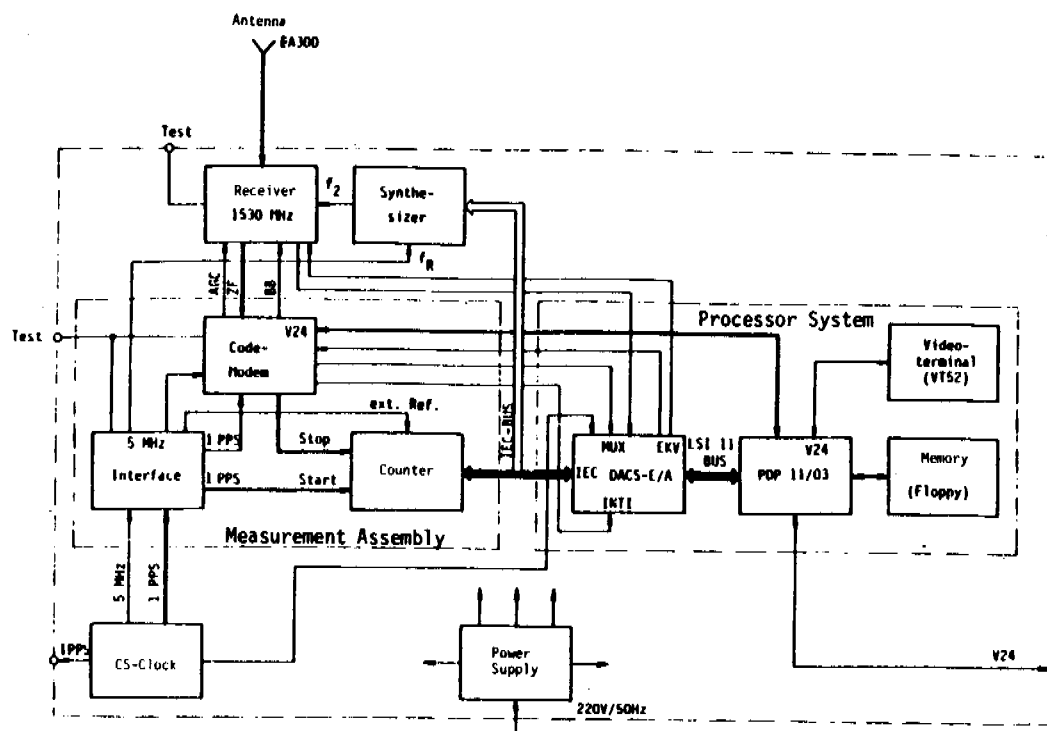 Antenna
EA300
Test
Receiver
1530 MHz
f2
Synthe-
sizer
fR
AGC
ZF
BB
Test
V24
Code-
Modem
Processor System
Video-
terminal
(VT52)
ext. Ref.
IEC-BUS
5 MHz
Interface
1 PPS
Stop
1 PPS
Start
Counter
MUX
EKV
IEC
DACS-E/A
INTI
LSI 11
BUS
V24
PDP 11/03
Memory
(Floppy)
Measurement Assembly
5 MHz
1 PPS
1PPS
CS-Clock
Power
Supply
220V/50Hz
V24